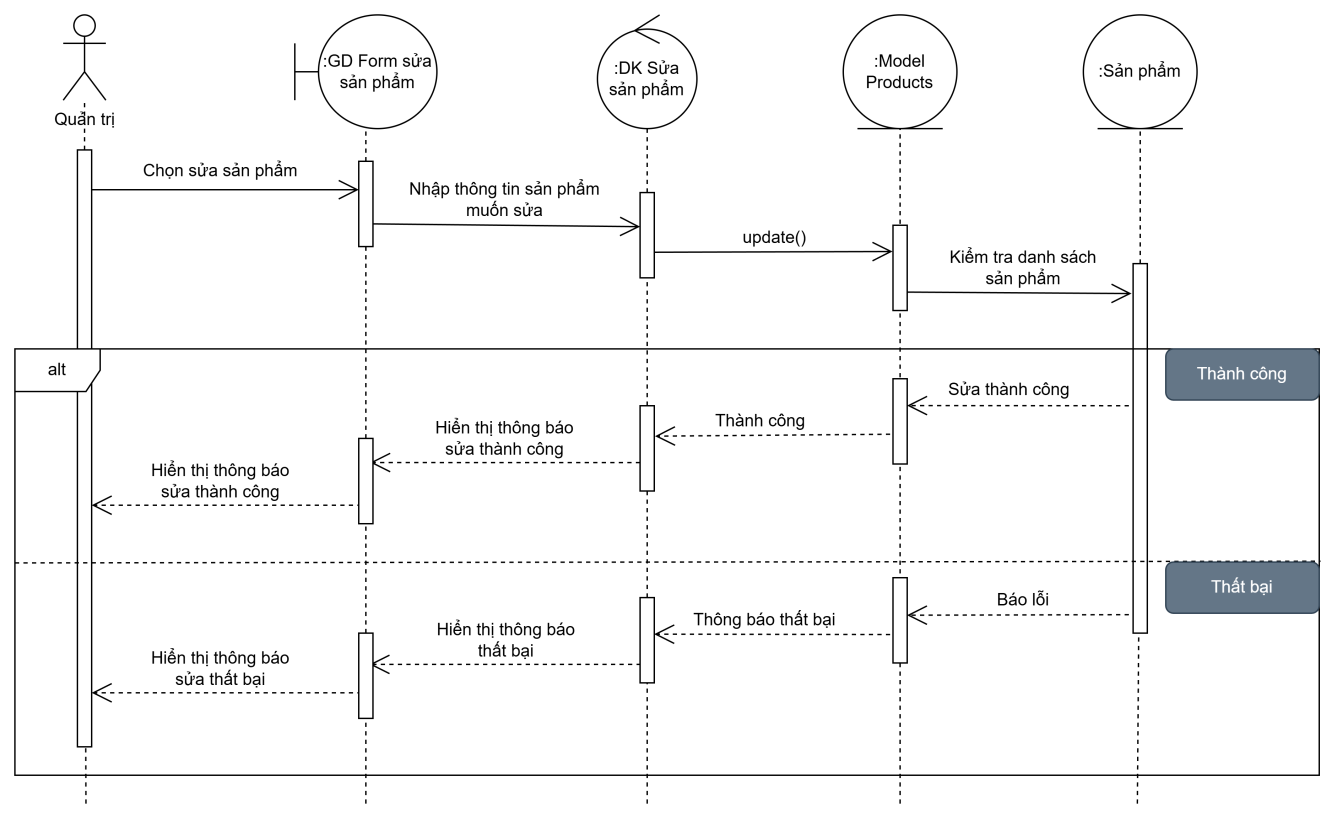 :GD Form sửa
sản phẩm
:DK Sửa
sản phẩm
:Model
Products
:Sản phẩm
Quản trị
Chọn sửa sản phẩm
Nhập thông tin sản phẩm
muốn sửa
update()
Kiểm tra danh sách
sản phẩm
alt
Thành công
Sửa thành công
Thành công
Hiển thị thông báo
sửa thành công
Hiển thị thông báo
sửa thành công
Thất bại
Báo lỗi
Thông báo thất bại
Hiển thị thông báo
thất bại
Hiển thị thông báo
sửa thất bại